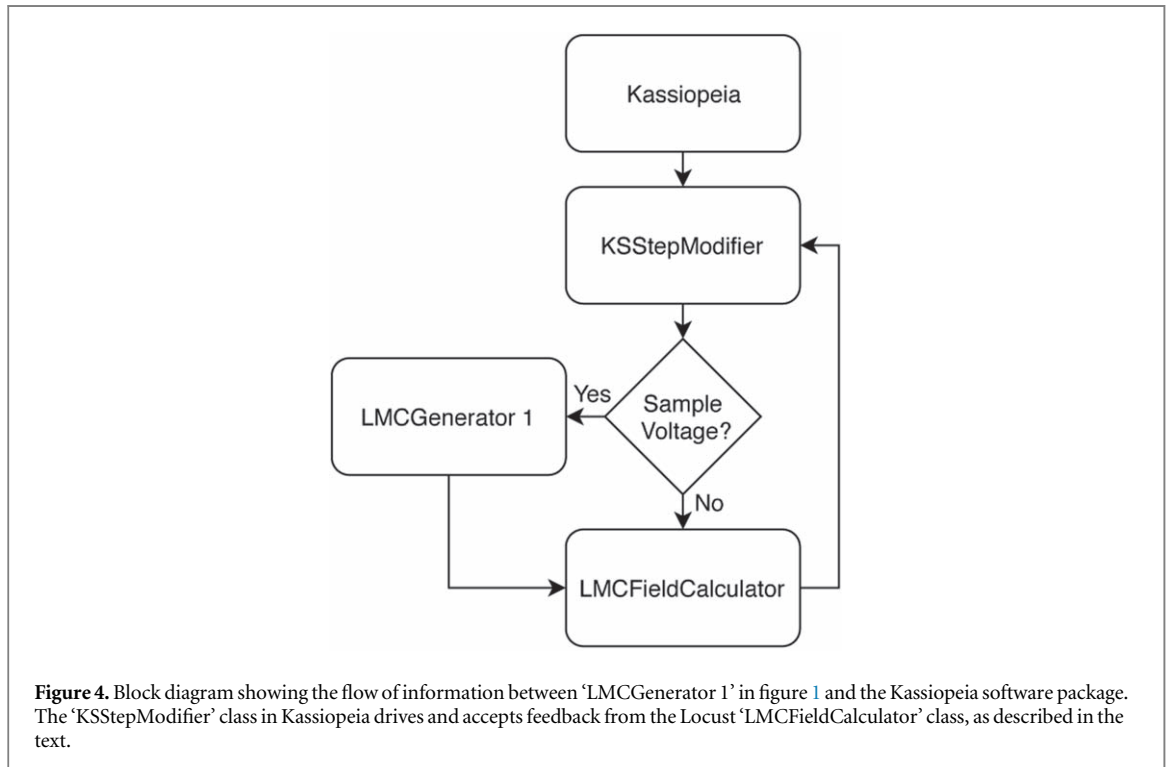 Kassiopeia
KSStepModifier
Yes
LMCGenerator 1
Sample
Voltage?
No
LMCFieldCalculator
Figure 4. Block diagram showing the flow of information between ‘LMCGenerator 1’ in figure 1 and the Kassiopeia software package.
The ‘KSStepModifier’ class in Kassiopeia drives and accepts feedback from the Locust ‘LMCFieldCalculator’ class, as described in the
text.